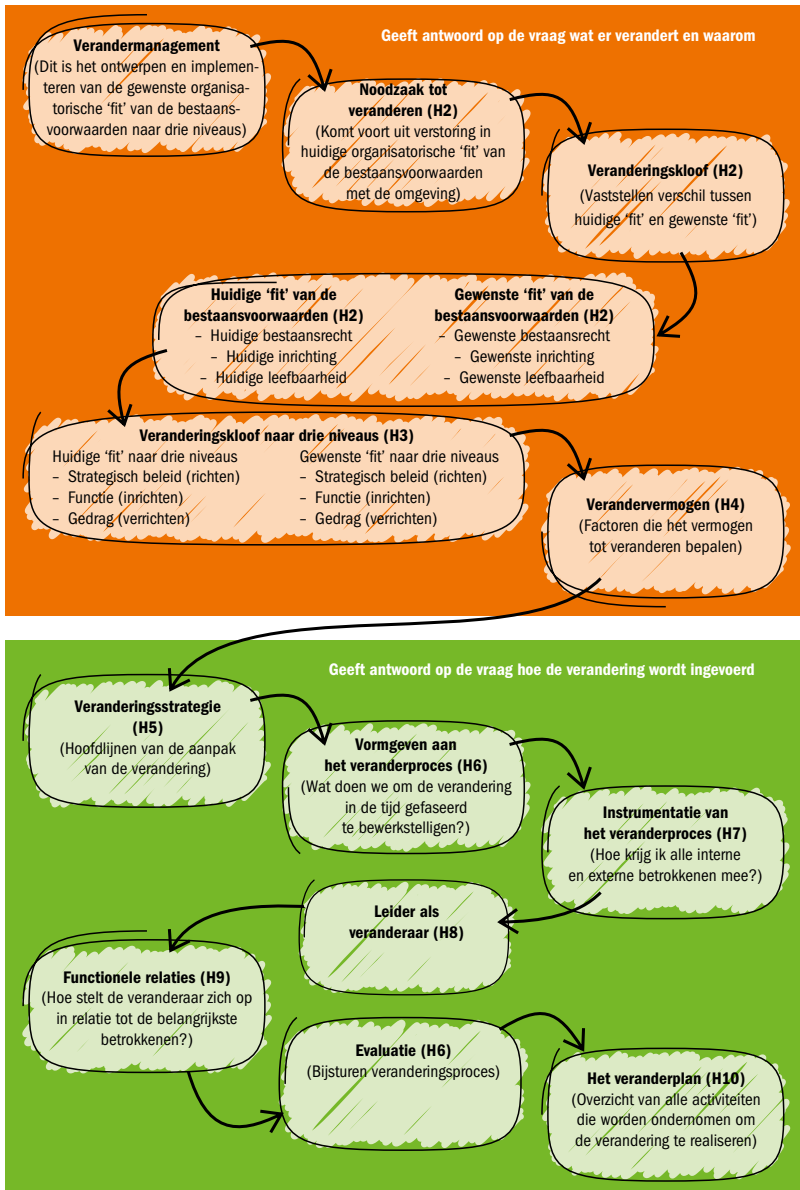 Geeft antwoord op de vraag wat er verandert en waarom
Verandermanagement
(Dit is het ontwerpen en implemen-
teren van de gewenste organisa-
torische ‘fit’ van de bestaans-
voorwaarden naar drie niveaus)
Noodzaak tot
veranderen (H2)
(Komt voort uit verstoring in
huidige organisatorische ‘fit’ van
de bestaansvoorwaarden
met de omgeving)
Veranderingskloof (H2)
(Vaststellen verschil tussen
huidige ‘fit’ en gewenste ‘fit’)
Huidige ‘fit’ van de
bestaansvoorwaarden (H2)
– Huidige bestaansrecht
– Huidige inrichting
– Huidige leefbaarheid
Gewenste ‘fit’ van de
bestaansvoorwaarden (H2)
– Gewenste bestaansrecht
– Gewenste inrichting
– Gewenste leefbaarheid
Veranderingskloof naar drie niveaus (H3)
Huidige ‘fit’ naar drie niveaus
– Strategisch beleid (richten)
– Functie (inrichten)
– Gedrag (verrichten)
Gewenste ‘fit’ naar drie niveaus
– Strategisch beleid (richten)
– Functie (inrichten)
– Gedrag (verrichten)
Verandervermogen (H4)
(Factoren die het vermogen
tot veranderen bepalen)
Geeft antwoord op de vraag hoe de verandering wordt ingevoerd
Veranderingsstrategie
(H5)
(Hoofdlijnen van de aanpak
van de verandering)
Vormgeven aan
het veranderproces (H6)
(Wat doen we om de verandering
in de tijd gefaseerd
te bewerkstelligen?)
Instrumentatie van
het veranderproces (H7)
(Hoe krijg ik alle interne
en externe betrokkenen mee?)
Leider als
veranderaar (H8)
Functionele relaties (H9)
(Hoe stelt de veranderaar zich op
in relatie tot de belangrijkste
betrokkenen?)
Evaluatie (H6)
(Bijsturen veranderingsproces)
Het veranderplan (H10)
(Overzicht van alle activiteiten
die worden ondernomen om
de verandering te realiseren)